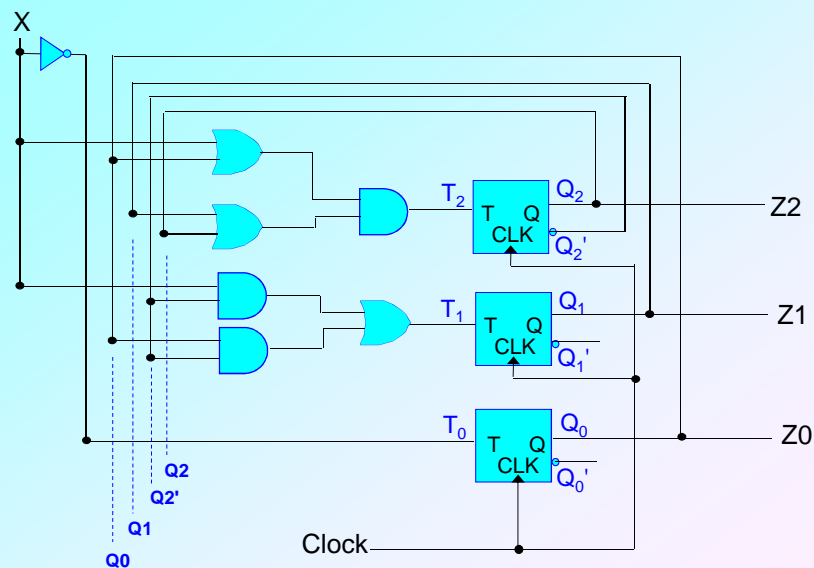 X
T₂
T Q
CLK
Q₂
Q₂'
Z2
T₁
T Q
CLK
Q₁
Q₁'
Z1
T₀
T Q
CLK
Q₀
Q₀'
Z0
Q2
Q2'
Q1
Q0
Clock